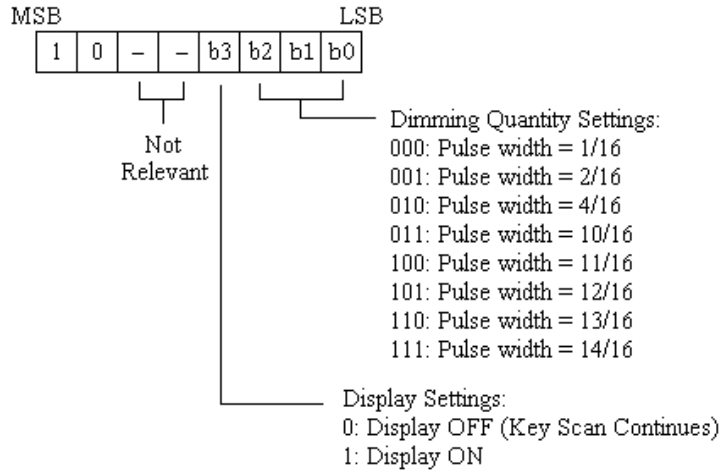 MSB LSB
1 0 – – b3 b2 b1 b0
Not
Relevant
Dimming Quantity Settings:
000: Pulse width = 1/16
001: Pulse width = 2/16
010: Pulse width = 4/16
011: Pulse width = 10/16
100: Pulse width = 11/16
101: Pulse width = 12/16
110: Pulse width = 13/16
111: Pulse width = 14/16
Display Settings:
0: Display OFF (Key Scan Continues)
1: Display ON